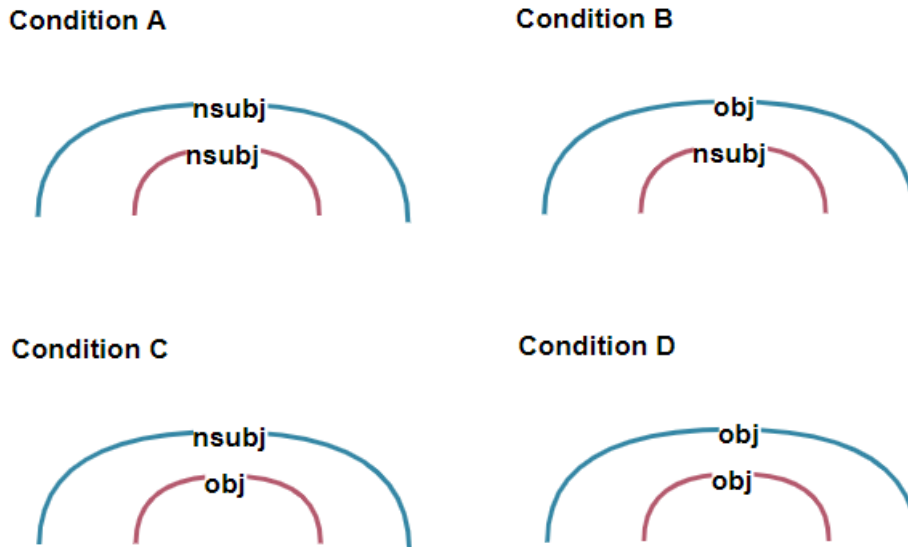 Condition A
nsubj
nsubj
Condition B
obj
nsubj
Condition C
nsubj
obj
Condition D
obj
obj